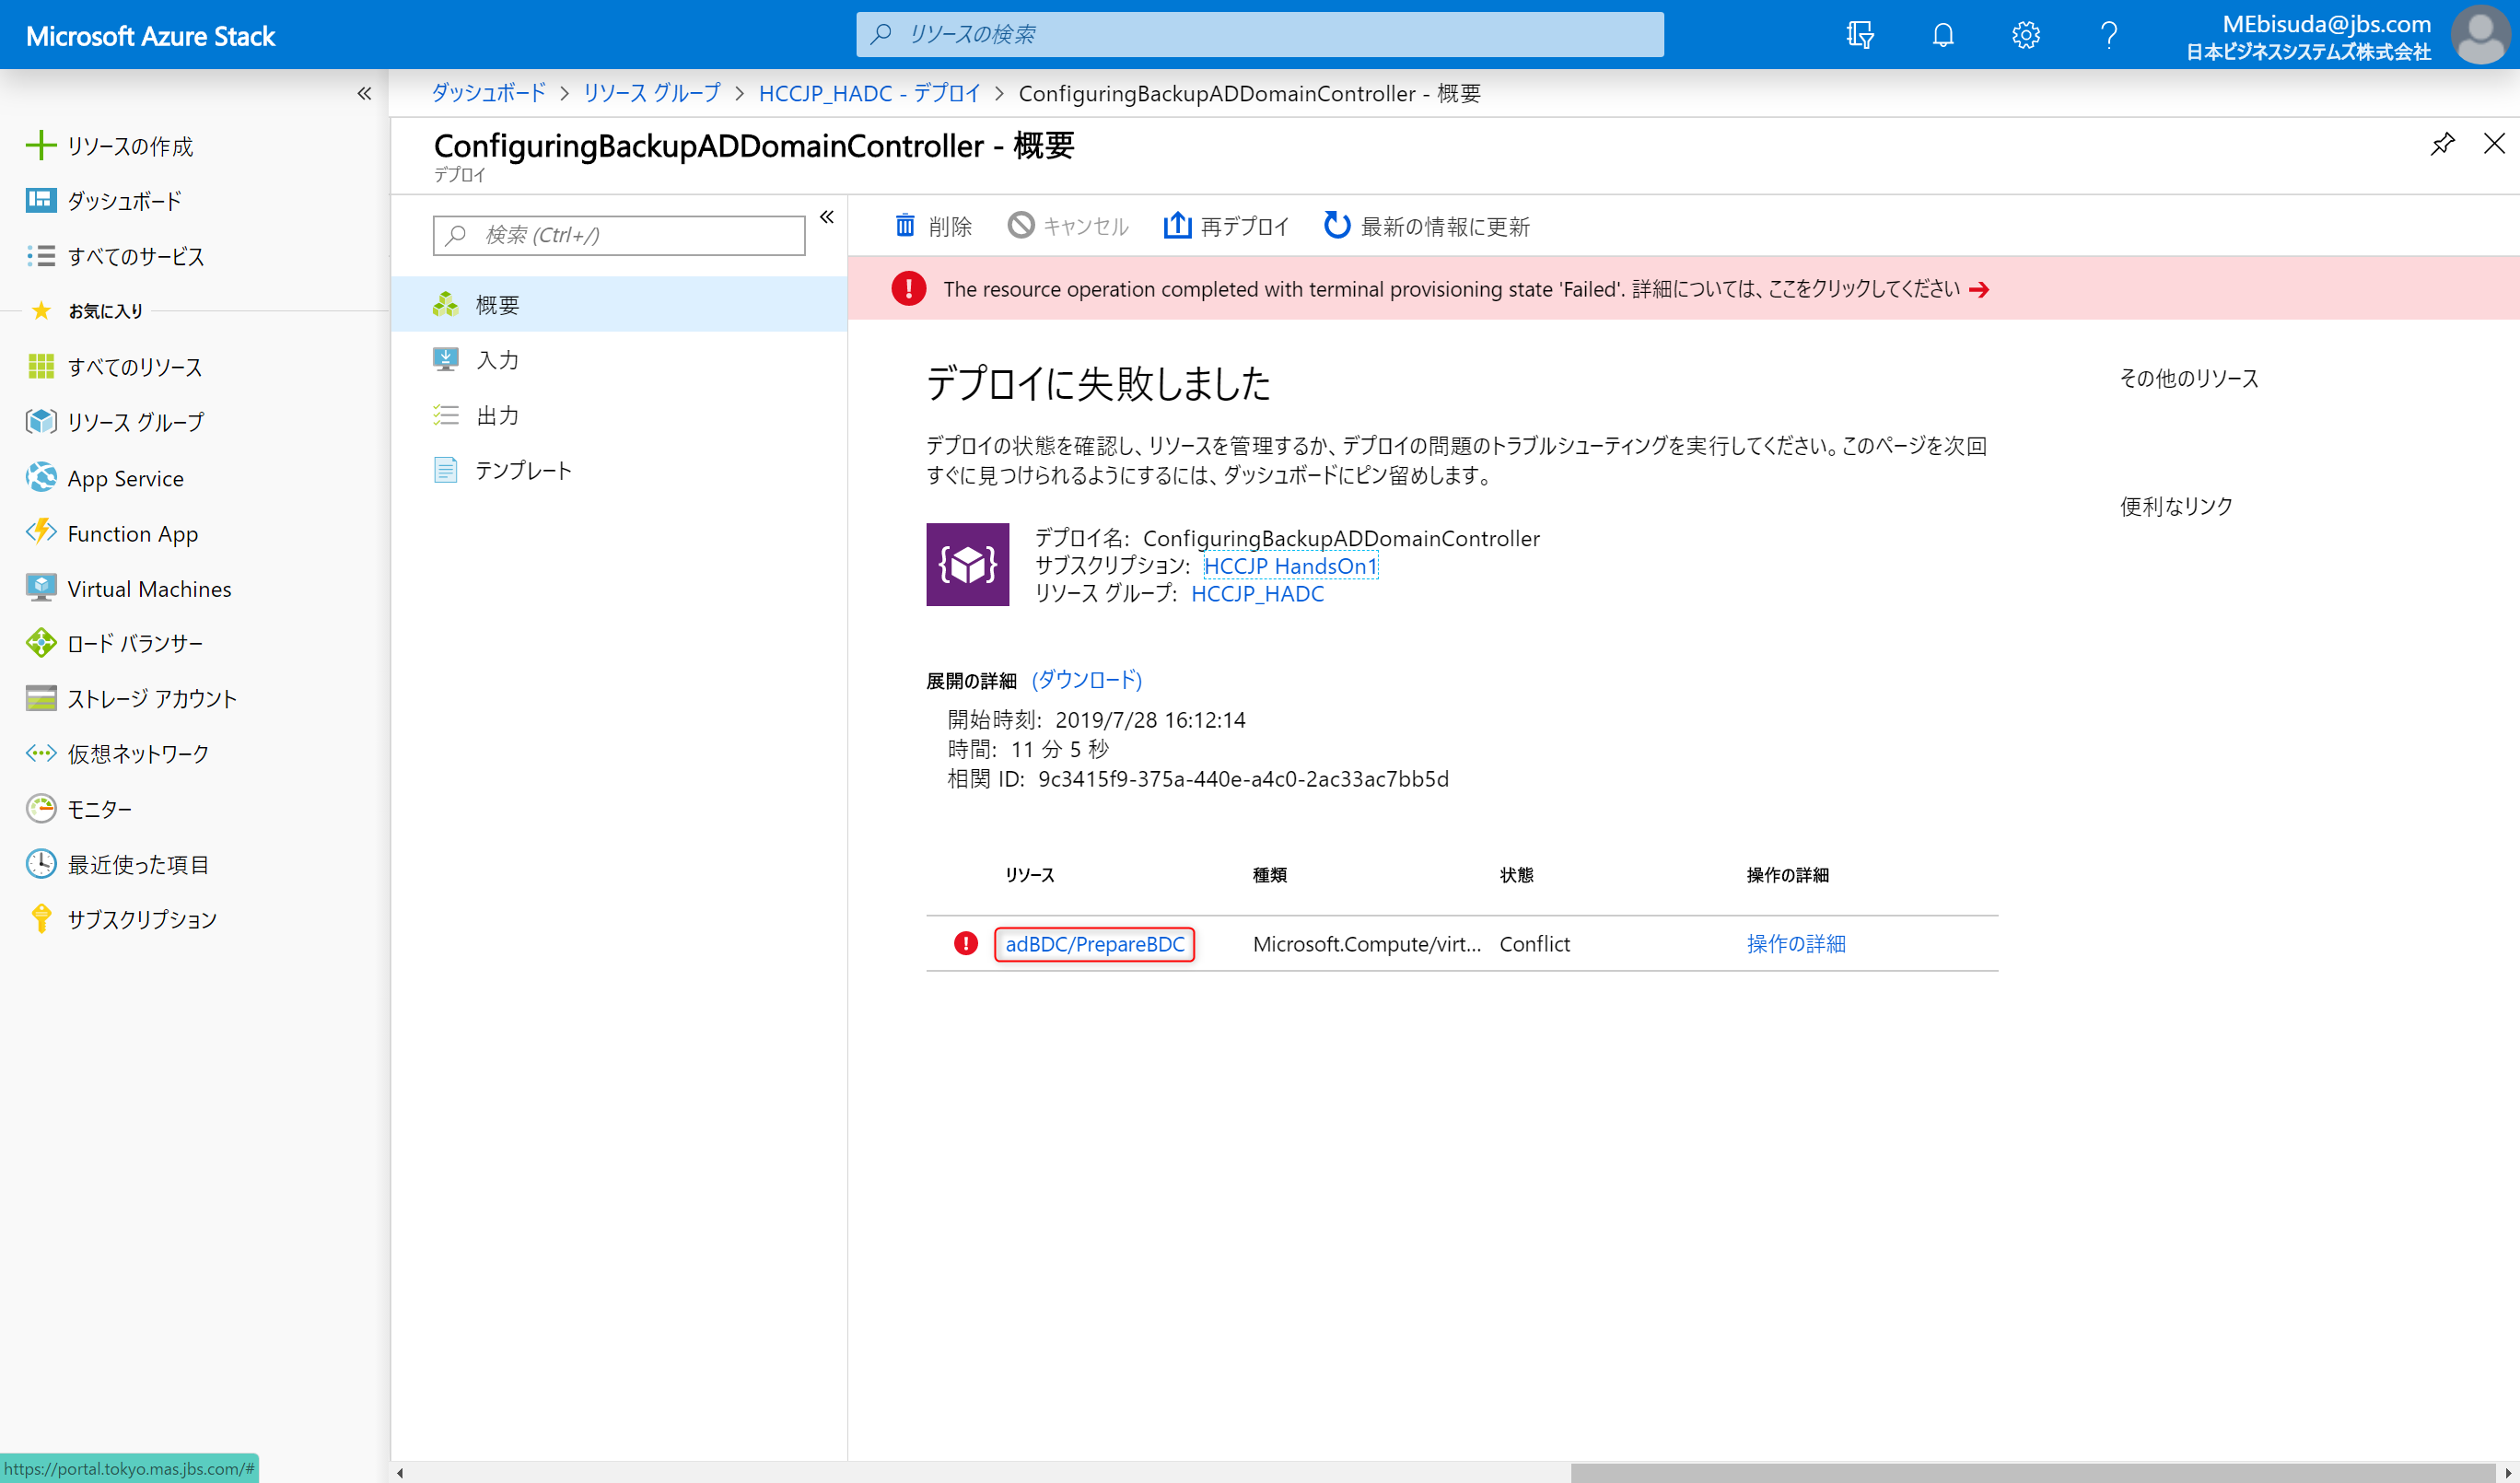 Microsoft Azure Stack
リソースの検索
MEbisuda@jbs.com
日本ビジネスシステムズ株式会社
ダッシュボード > リソース グループ > HCCJP_HADC - デプロイ > ConfiguringBackupADDomainController - 概要
リソースの作成
ダッシュボード
すべてのサービス
お気に入り
すべてのリソース
リソース グループ
App Service
Function App
Virtual Machines
ロード バランサー
ストレージ アカウント
仮想ネットワーク
モニター
最近使った項目
サブスクリプション
ConfiguringBackupADDomainController - 概要
デプロイ
検索 (Ctrl+/)
概要
入力
出力
テンプレート
削除 キャンセル 再デプロイ 最新の情報に更新
The resource operation completed with terminal provisioning state 'Failed'. 詳細については、ここをクリックしてください →
デプロイに失敗しました
デプロイの状態を確認し、リソースを管理するか、デプロイの問題のトラブルシューティングを実行してください。このページを次回
すぐに見つけられるようにするには、ダッシュボードにピン留めします。
デプロイ名: ConfiguringBackupADDomainController
サブスクリプション: HCCJP HandsOn1
リソース グループ: HCCJP_HADC
展開の詳細 (ダウンロード)
開始時刻: 2019/7/28 16:12:14
時間: 11 分 5 秒
相関 ID: 9c3415f9-375a-440e-a4c0-2ac33ac7bb5d
リソース 種類 状態 操作の詳細
adBDC/PrepareBDC Microsoft.Compute/virt... Conflict 操作の詳細
その他のリソース
便利なリンク
https://portal.tokyo.mas.jbs.com/#